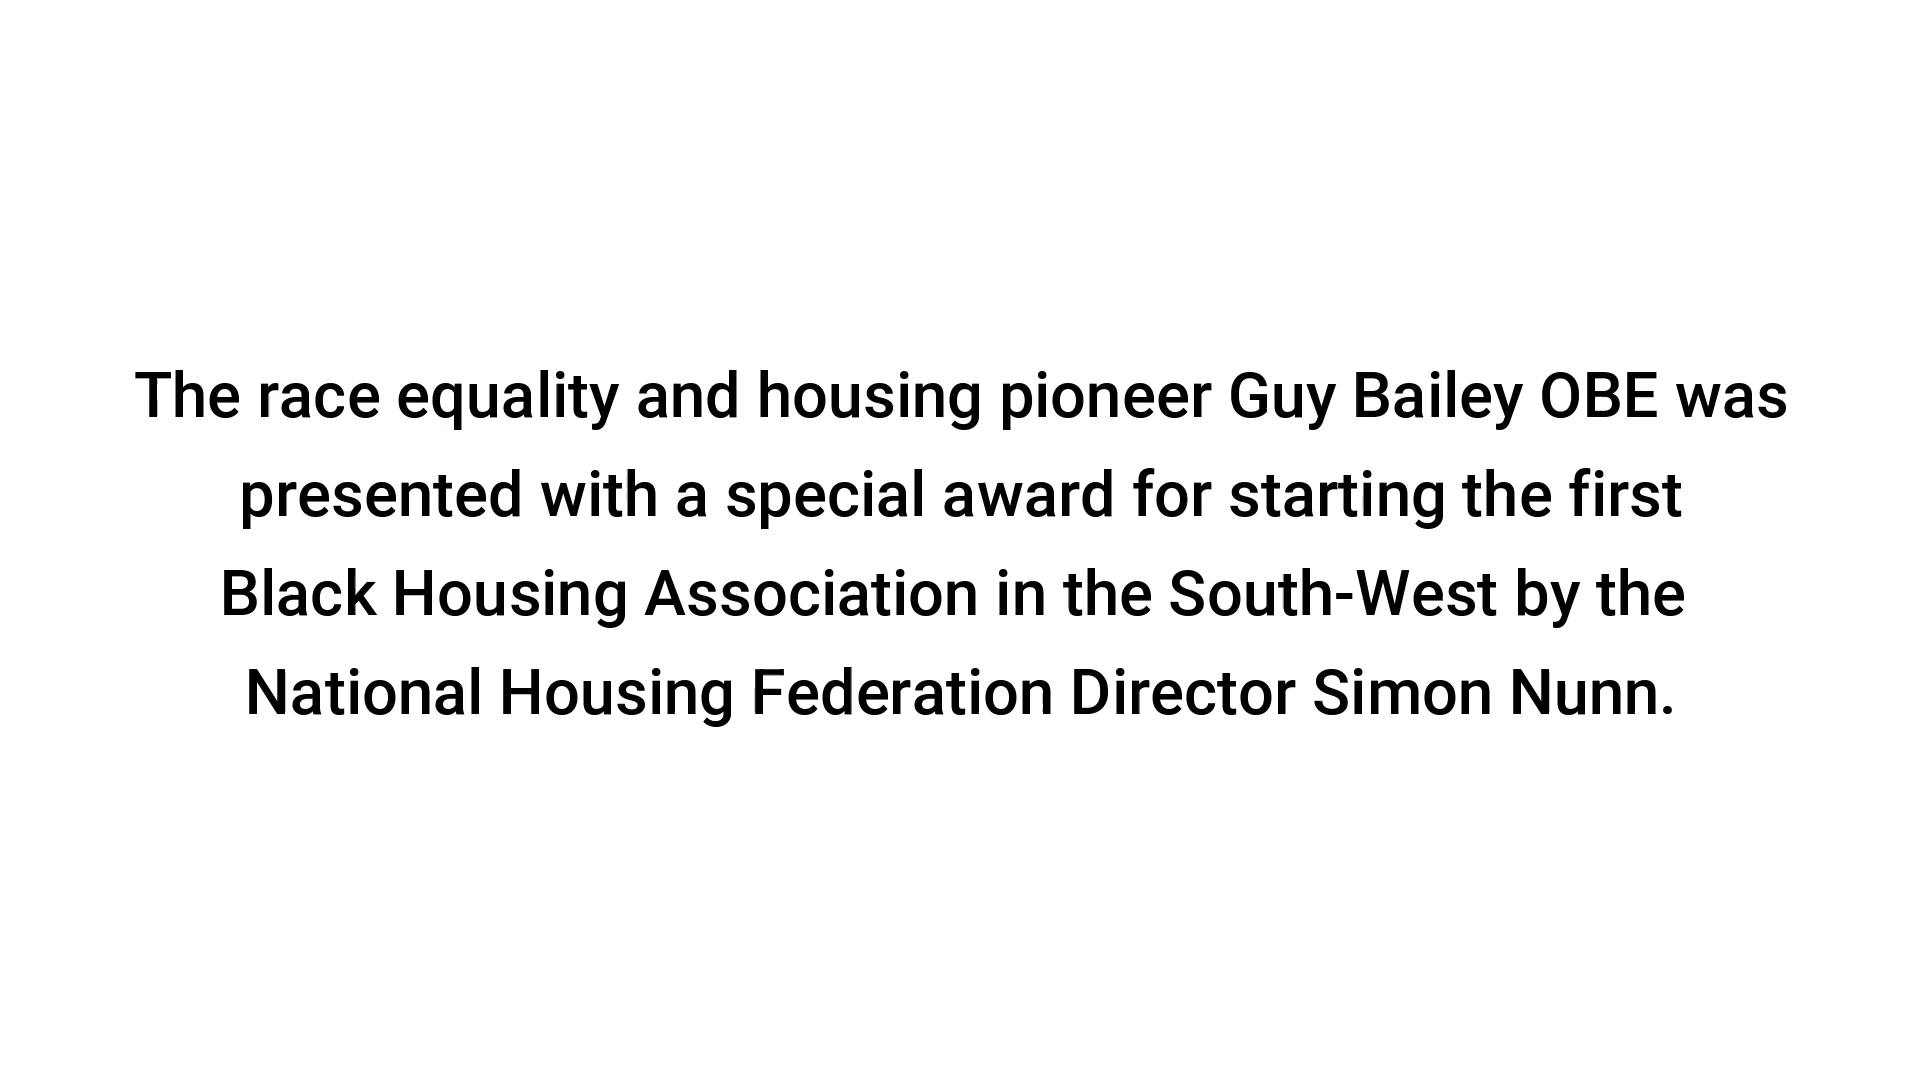 The race equality and housing pioneer Guy Bailey OBE was
presented with a special award for starting the first
Black Housing Association in the South-West by the
National Housing Federation Director Simon Nunn.